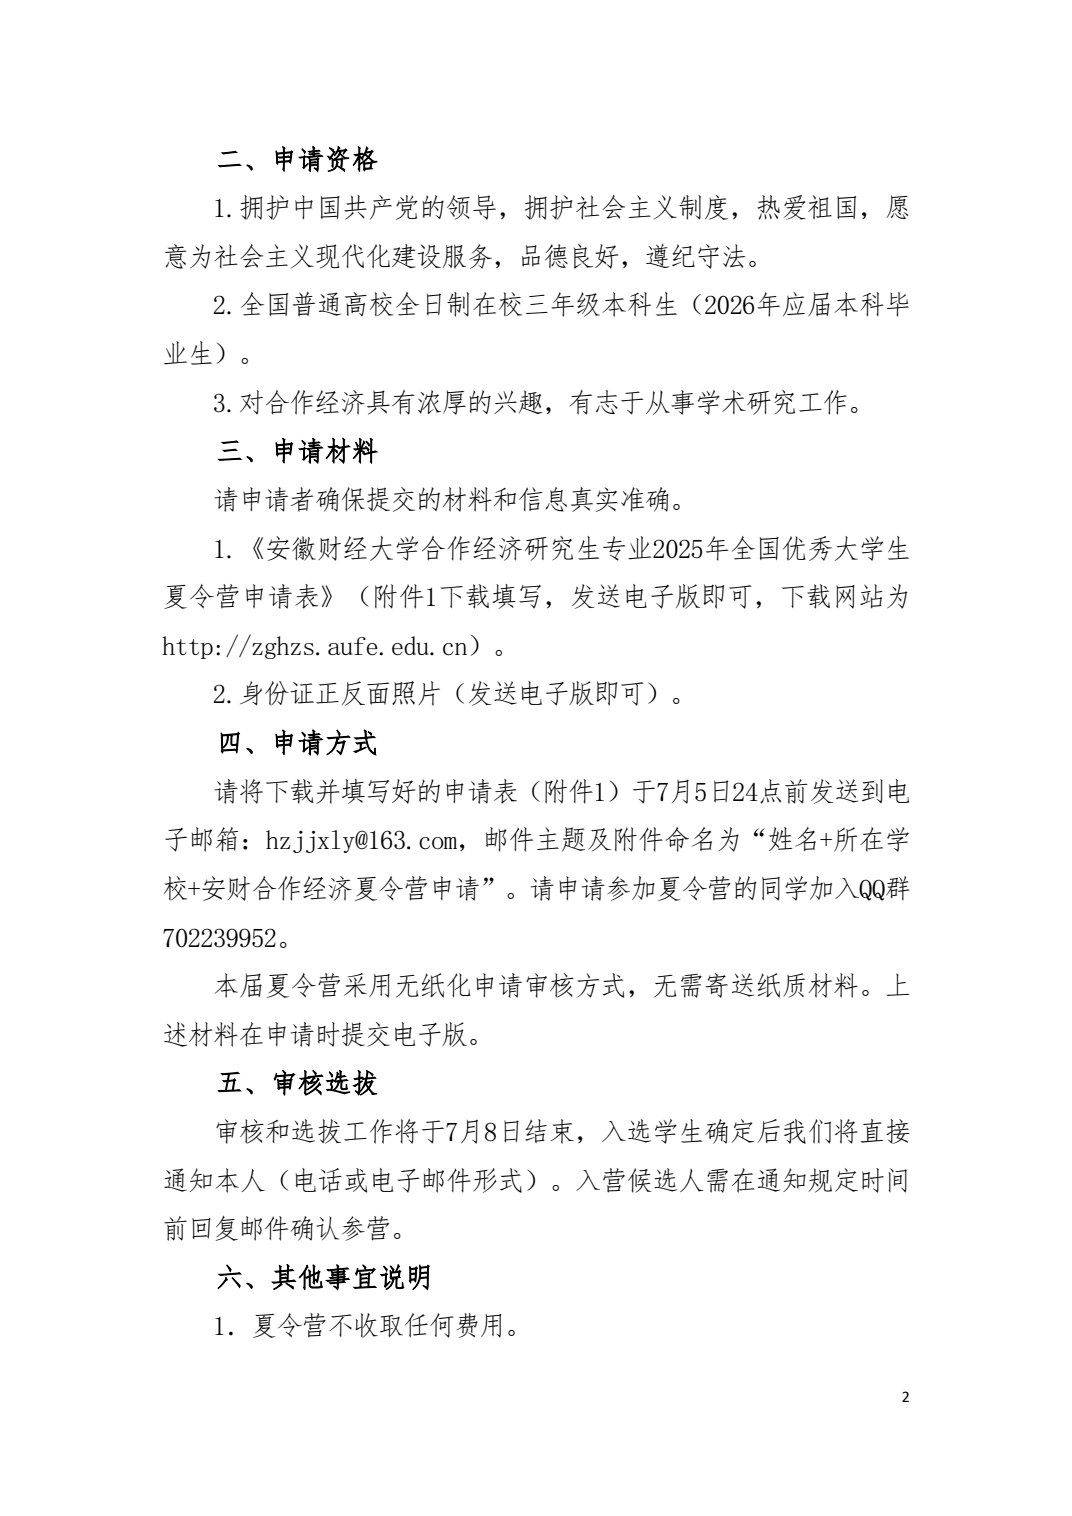 二、申请资格
1.拥护中国共产党的领导，拥护社会主义制度，热爱祖国，愿
意为社会主义现代化建设服务，品德良好，遵纪守法。
2.全国普通高校全日制在校三年级本科生（2026年应届本科毕
业生）。
3.对合作经济具有浓厚的兴趣，有志于从事学术研究工作。
三、申请材料
请申请者确保提交的材料和信息真实准确。
1.《安徽财经大学合作经济研究生专业2025年全国优秀大学生
夏令营申请表》（附件1下载填写，发送电子版即可，下载网站为
http://zghzs.aufe.edu.cn）。
2.身份证正反面照片（发送电子版即可）。
四、申请方式
请将下载并填写好的申请表（附件1）于7月5日24点前发送到电
子邮箱：hzjjxly@163.com，邮件主题及附件命名为“姓名+所在学
校+安财合作经济夏令营申请”。请申请参加夏令营的同学加入QQ群
702239952。
本届夏令营采用无纸化申请审核方式，无需寄送纸质材料。上
述材料在申请时提交电子版。
五、审核选拔
审核和选拔工作将于7月8日结束，入选学生确定后我们将直接
通知本人（电话或电子邮件形式）。入营候选人需在通知规定时间
前回复邮件确认参营。
六、其他事宜说明
1．夏令营不收取任何费用。
2